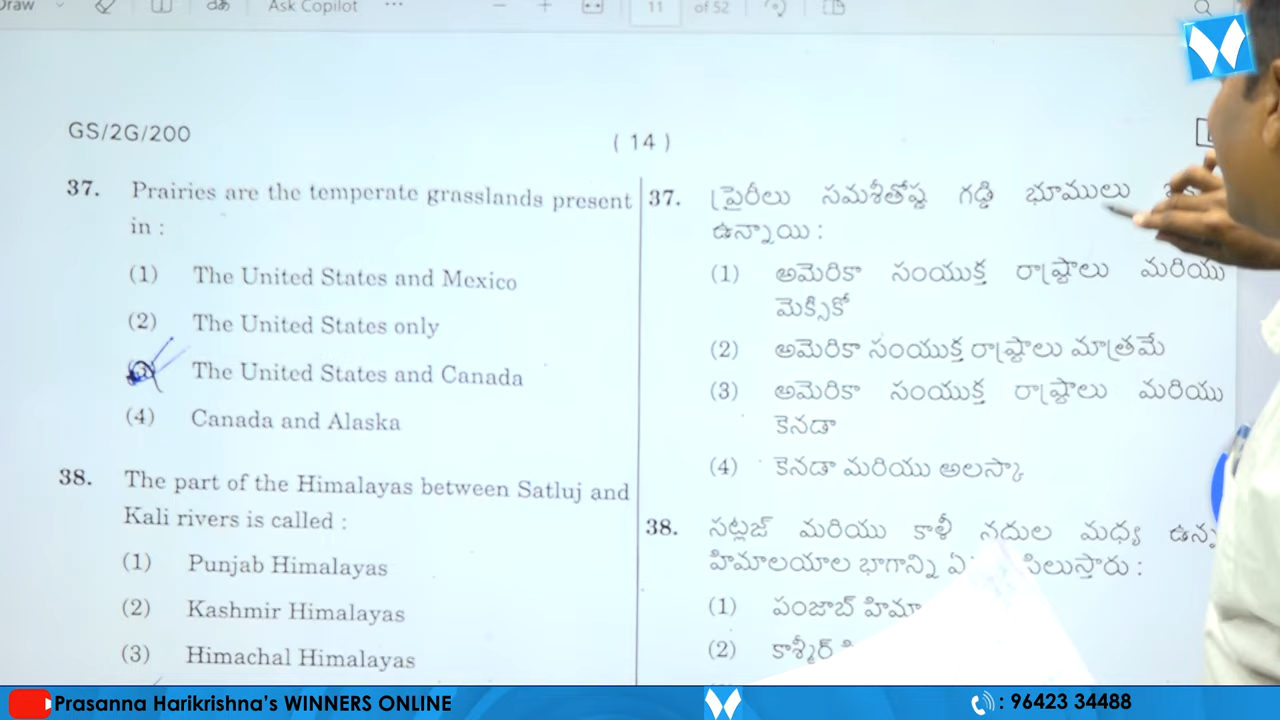 Draw
Ask Copilot
11 of 52
GS/2G/200
( 14 )
37. Prairies are the temperate grasslands present
in :
(1) The United States and Mexico
(2) The United States only
The United States and Canada
(4) Canada and Alaska
38. The part of the Himalayas between Satluj and
Kali rivers is called :
(1) Punjab Himalayas
(2) Kashmir Himalayas
(3) Himachal Himalayas
37. ప్రైరీలు సమశీతోష్ణ గడ్డి భూములు
ఉన్నాయి :
(1) అమెరికా సంయుక్త రాష్ట్రాలు మరియు
మెక్సికో
(2) అమెరికా సంయుక్త రాష్ట్రాలు మాత్రమే
(3) అమెరికా సంయుక్త రాష్ట్రాలు మరియు
కెనడా
(4) కెనడా మరియు అలస్కా
38. సట్లజ్ మరియు కాళీ నదుల మధ్య
హిమాలయాల భాగాన్ని
(1) పంజాబ్
(2) కాశ్మీర్
Prasanna Harikrishna's WINNERS ONLINE
: 96423 34488